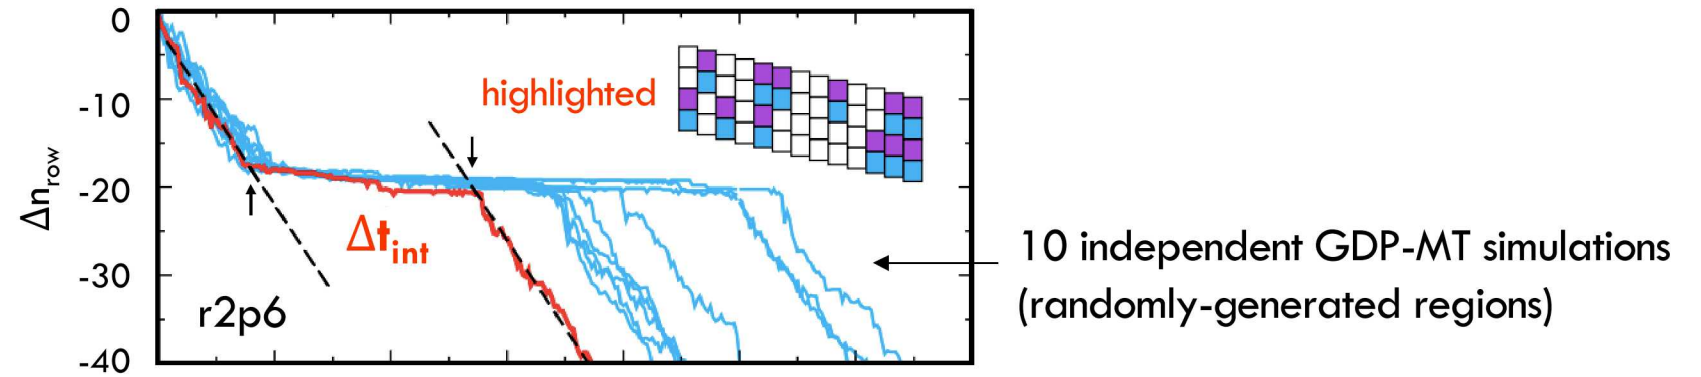 0
-10
-20
-30
-40
Δn_row
highlighted
Δt_int
r2p6
10 independent GDP-MT simulations
(randomly-generated regions)